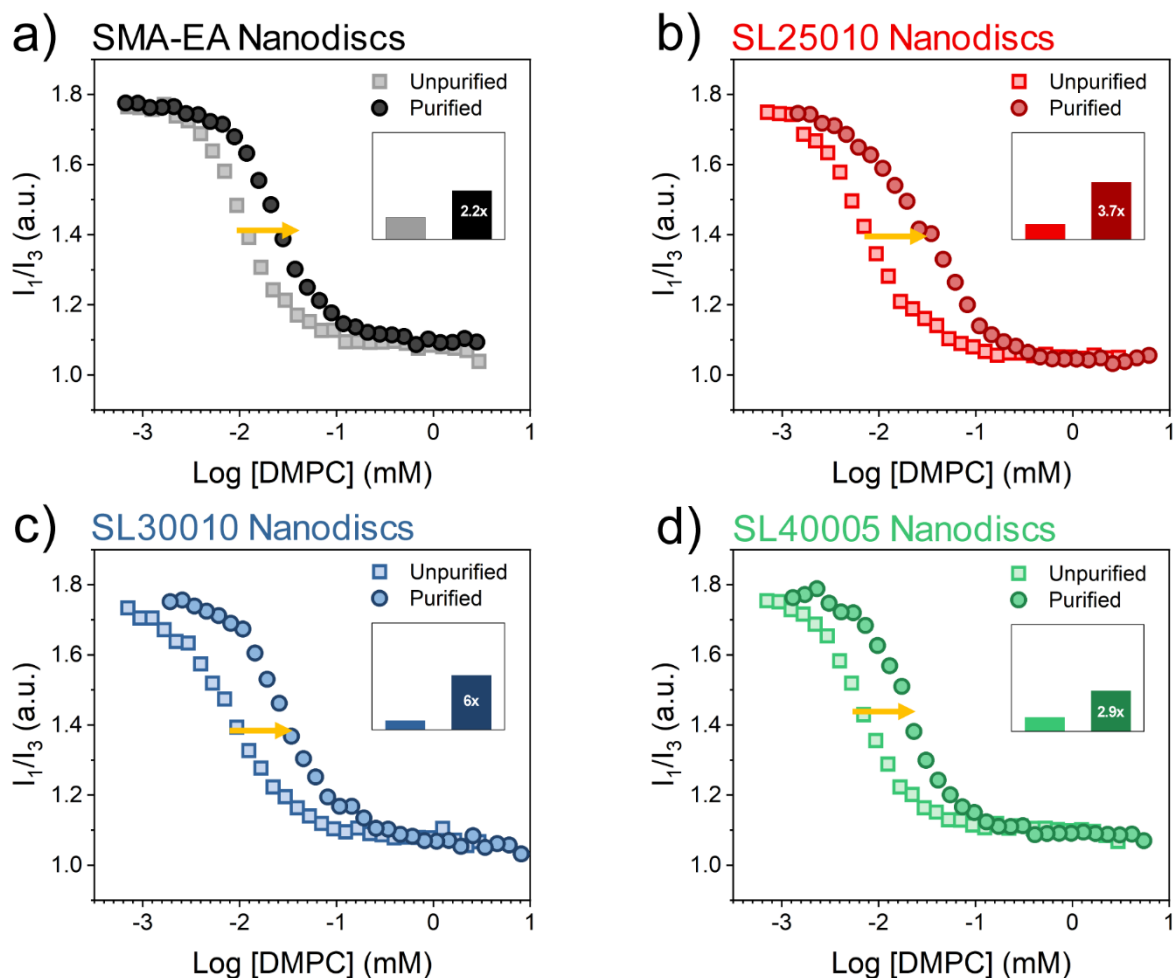 a) SMA-EA Nanodiscs
Unpurified
Purified
2.2x
1.8
1.6
1.4
1.2
1.0
I₁/I₃ (a.u.)
-3 -2 -1 0 1
Log [DMPC] (mM)
b) SL25010 Nanodiscs
Unpurified
Purified
3.7x
1.8
1.6
1.4
1.2
1.0
I₁/I₃ (a.u.)
-3 -2 -1 0 1
Log [DMPC] (mM)
c) SL30010 Nanodiscs
Unpurified
Purified
6x
1.8
1.6
1.4
1.2
1.0
I₁/I₃ (a.u.)
-3 -2 -1 0 1
Log [DMPC] (mM)
d) SL40005 Nanodiscs
Unpurified
Purified
2.9x
1.8
1.6
1.4
1.2
1.0
I₁/I₃ (a.u.)
-3 -2 -1 0 1
Log [DMPC] (mM)